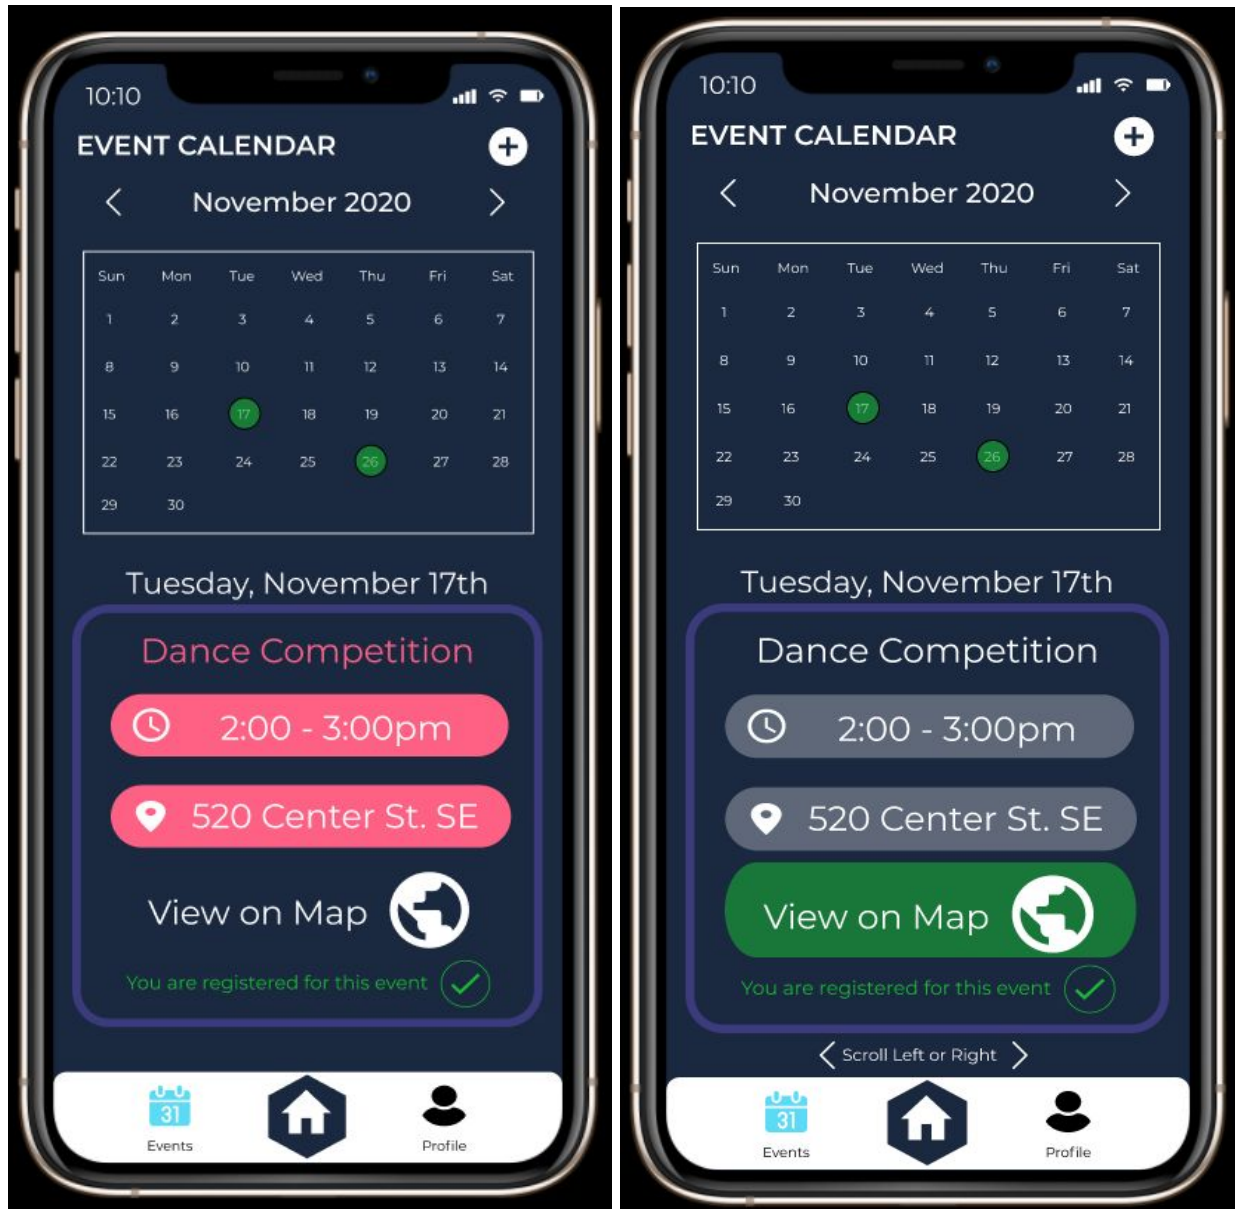 10:10
EVENT CALENDAR
November 2020
Sun Mon Tue Wed Thu Fri Sat
1 2 3 4 5 6 7
8 9 10 11 12 13 14
15 16 17 18 19 20 21
22 23 24 25 26 27 28
29 30
Tuesday, November 17th
Dance Competition
2:00 - 3:00pm
520 Center St. SE
View on Map
You are registered for this event
31
Events
Profile
10:10
EVENT CALENDAR
November 2020
Sun Mon Tue Wed Thu Fri Sat
1 2 3 4 5 6 7
8 9 10 11 12 13 14
15 16 17 18 19 20 21
22 23 24 25 26 27 28
29 30
Tuesday, November 17th
Dance Competition
2:00 - 3:00pm
520 Center St. SE
View on Map
You are registered for this event
Scroll Left or Right
31
Events
Profile